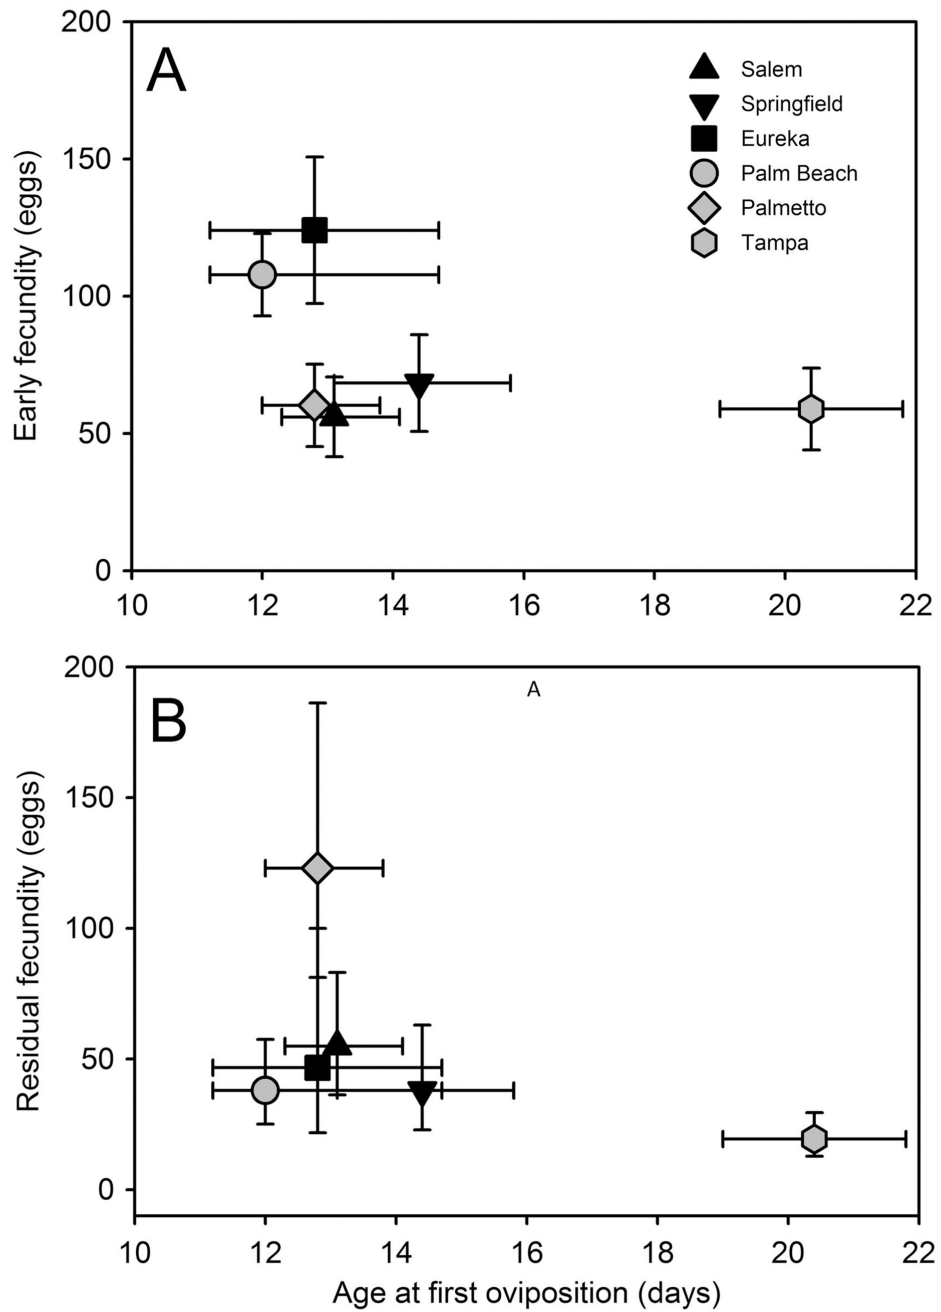 200
A
Salem
Springfield
150
Eureka
Palm Beach
Palmetto
Tampa
100
50
0
Early fecundity (eggs)
10 12 14 16 18 20 22
200
A
B
150
100
50
0
Residual fecundity (eggs)
10 12 14 16 18 20 22
Age at first oviposition (days)